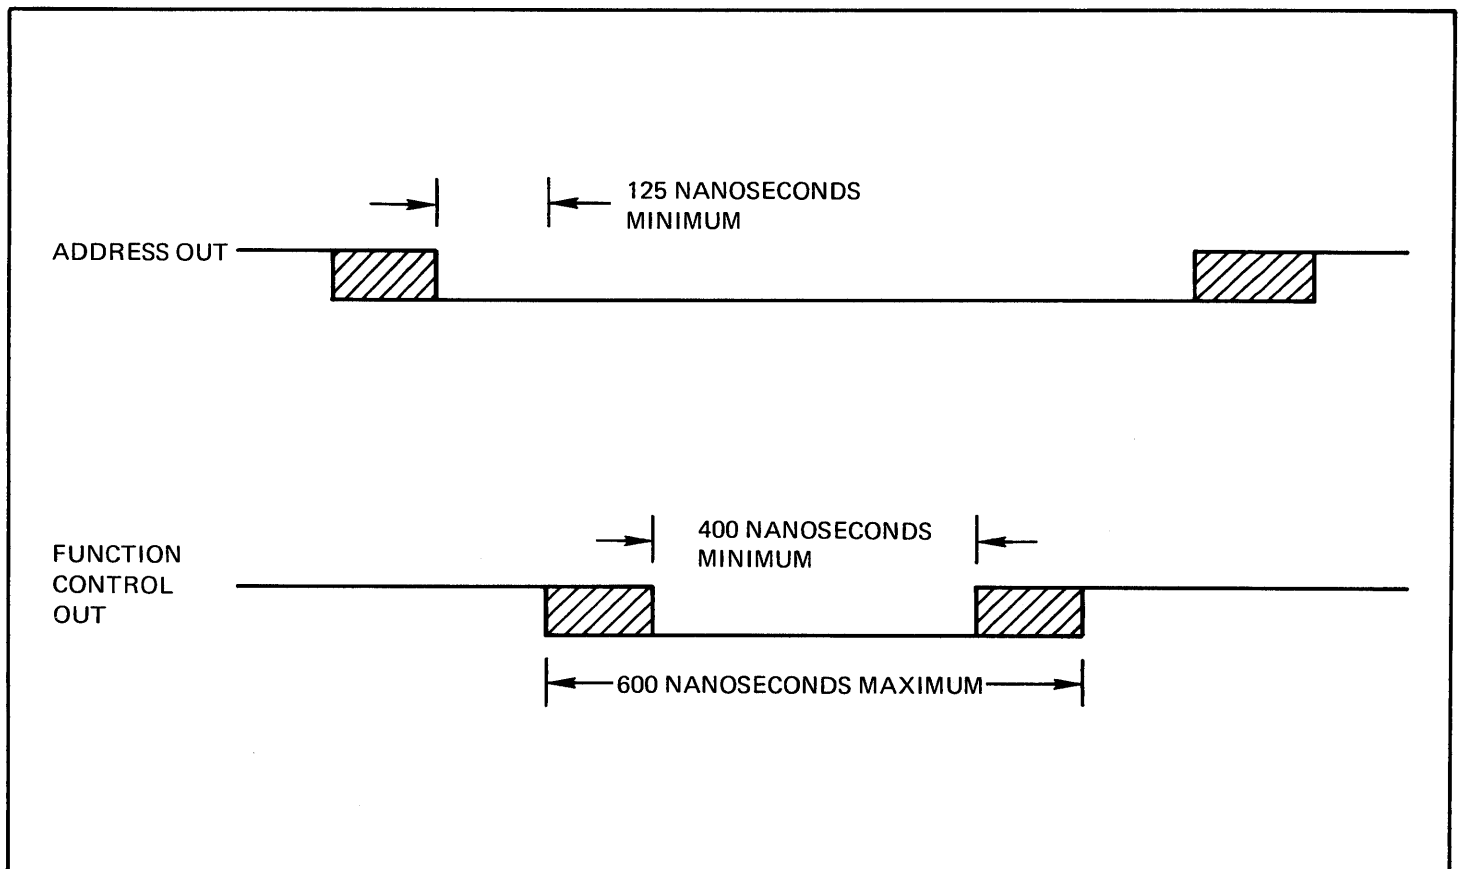 125 NANOSECONDS
MINIMUM
ADDRESS OUT
400 NANOSECONDS
MINIMUM
FUNCTION
CONTROL
OUT
600 NANOSECONDS MAXIMUM